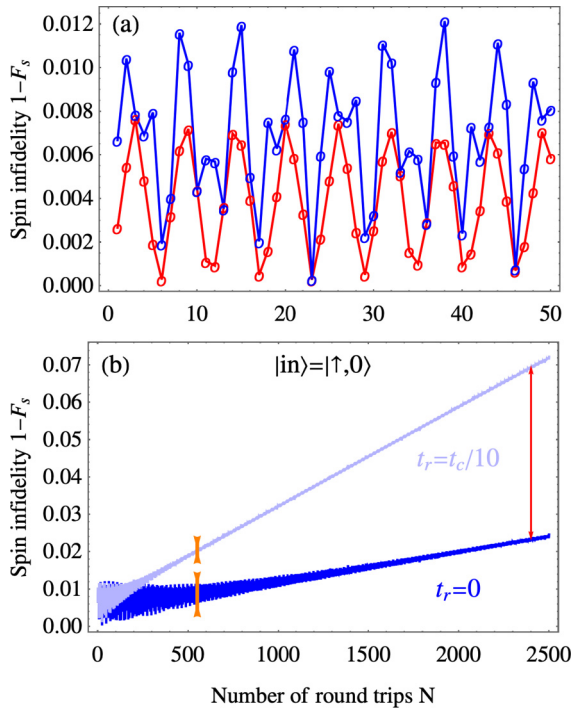 (a)
Spin infidelity 1–Fₛ
0.012
0.010
0.008
0.006
0.004
0.002
0.000
0 10 20 30 40 50
(b)
|in⟩=|↑,0⟩
Spin infidelity 1–Fₛ
0.07
0.06
0.05
0.04
0.03
0.02
0.01
0.00
t_r=t_c/10
t_r=0
0 500 1000 1500 2000 2500
Number of round trips N